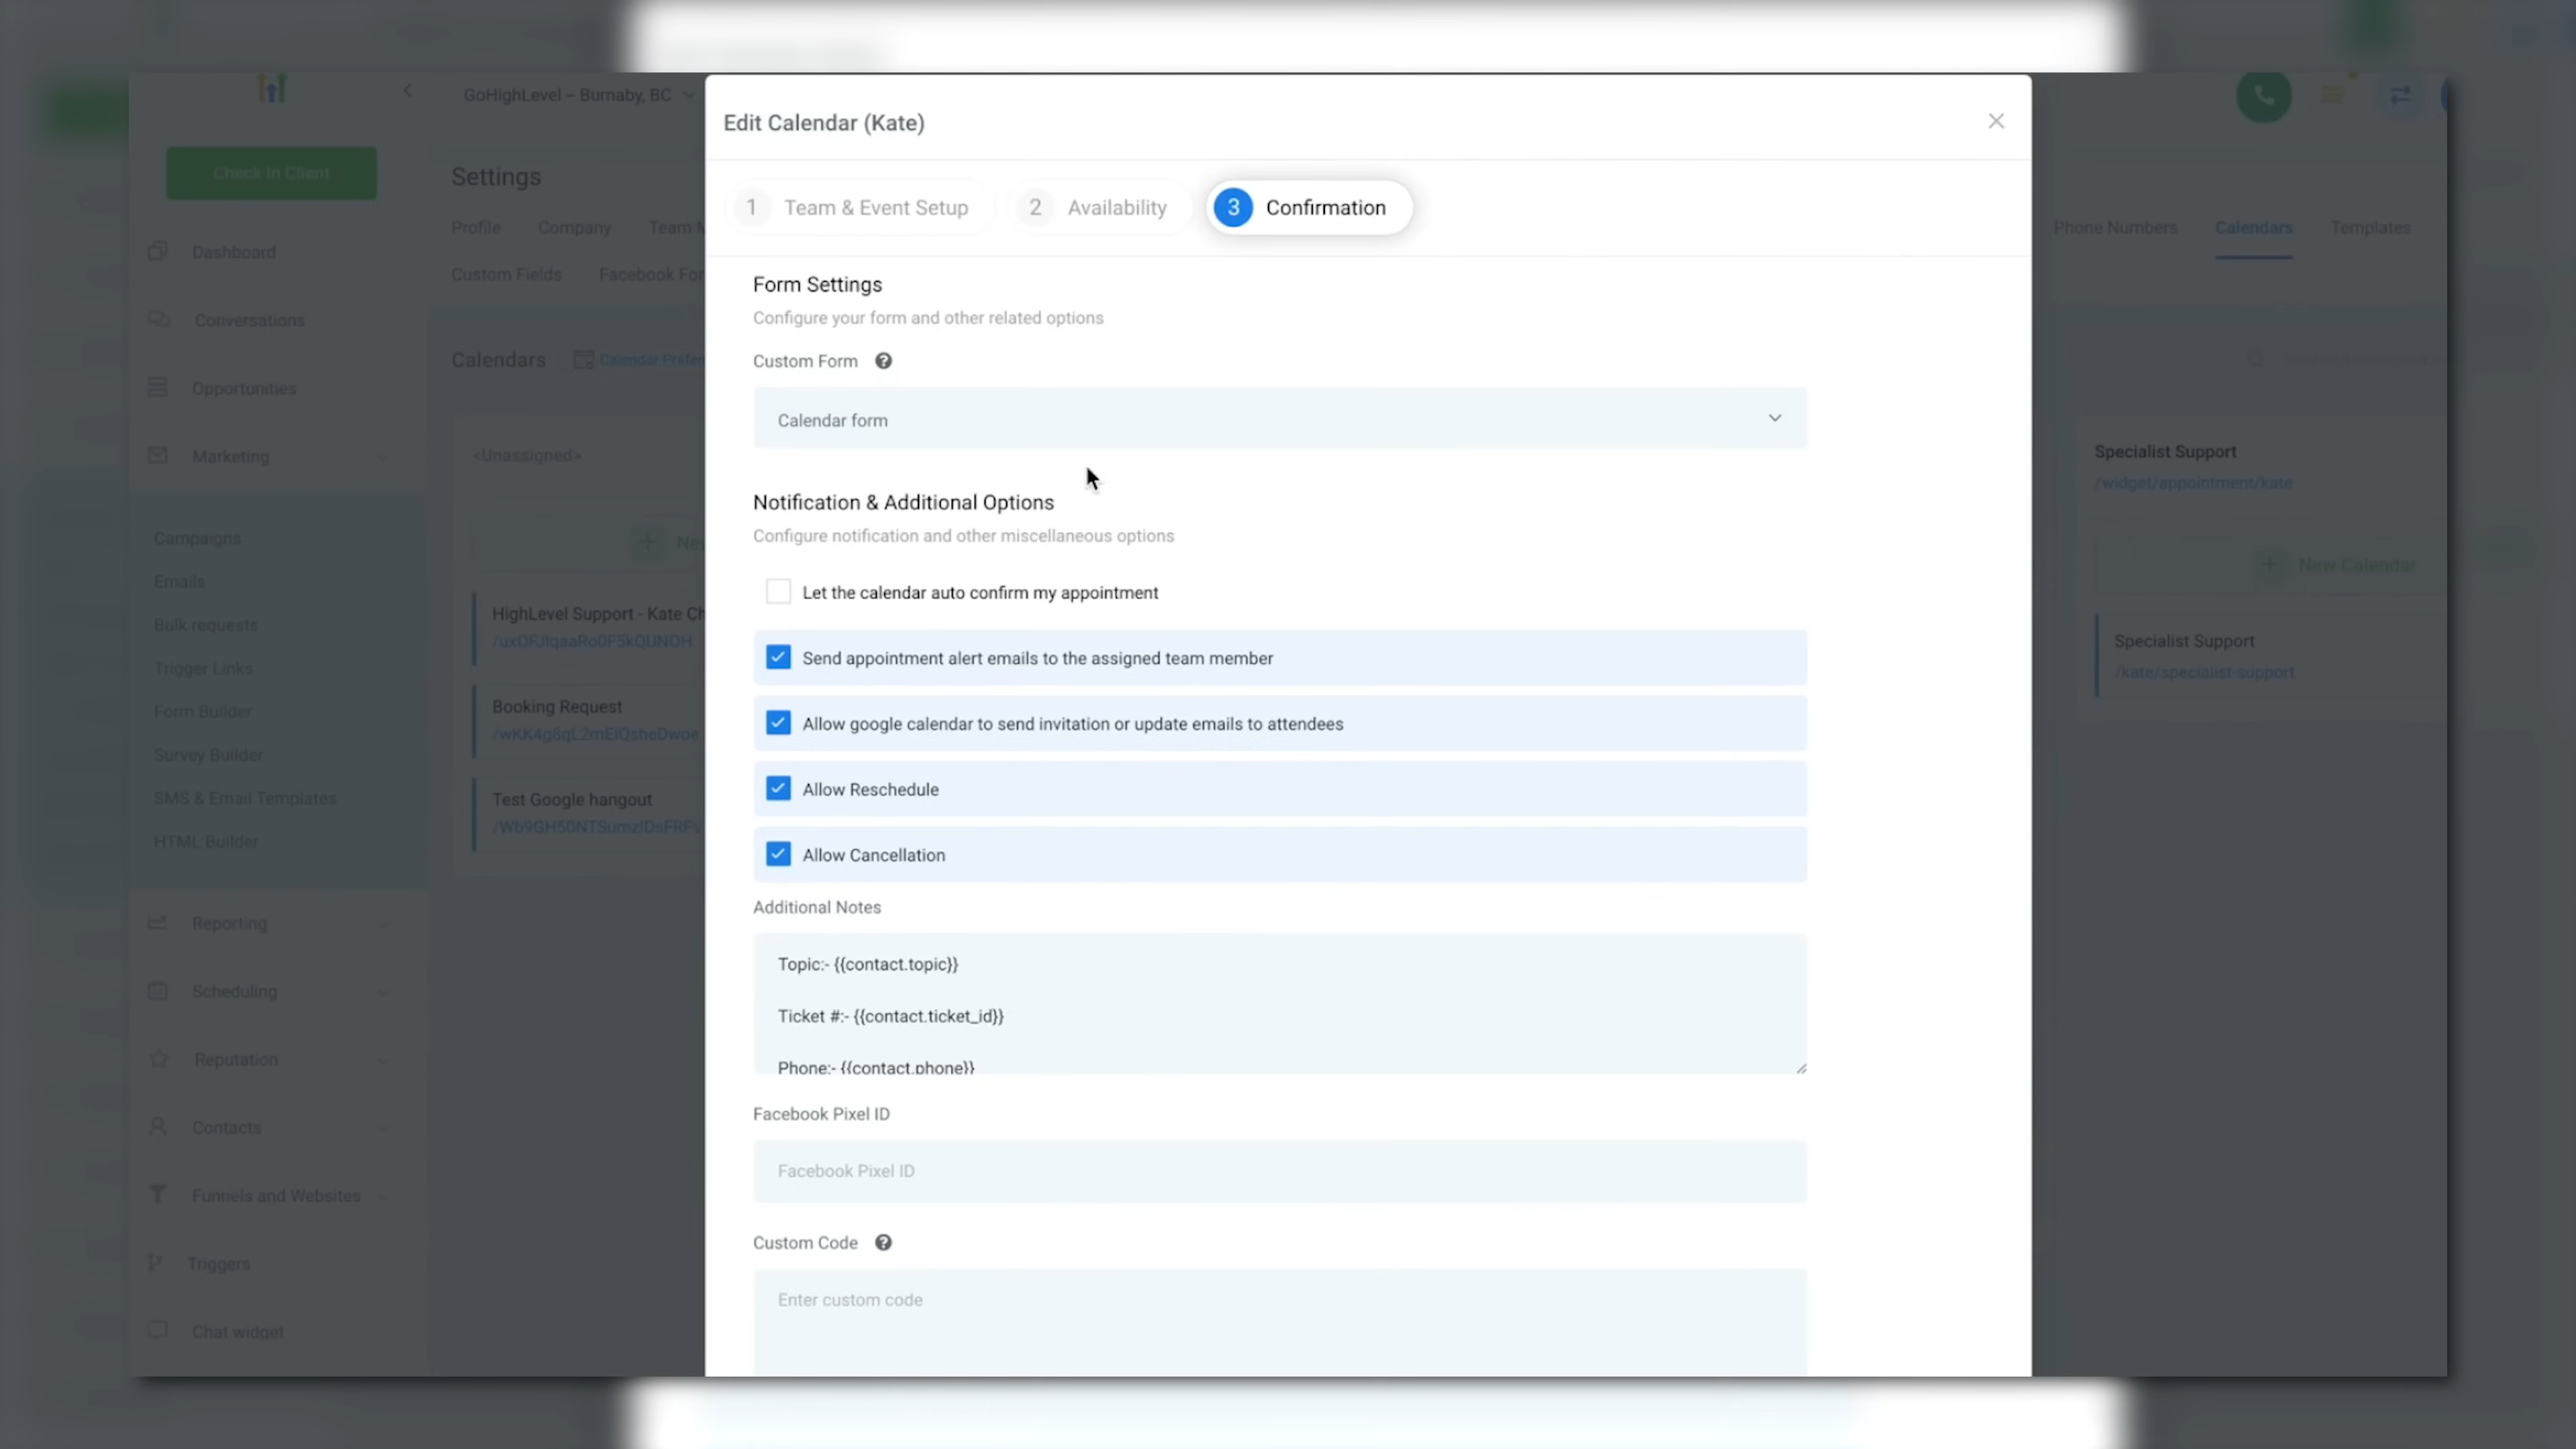 GoHighLevel – Burnaby, BC
Check In Client
Dashboard
Conversations
Opportunities
Marketing
Campaigns
Emails
Bulk requests
Trigger Links
Form Builder
Survey Builder
SMS & Email Templates
HTML Builder
Reporting
Scheduling
Reputation
Contacts
Funnels and Websites
Triggers
Chat widget
Settings
Profile Company Team
Custom Fields Facebook
Calendars Calendar
<Unassigned>
HighLevel Support - Kate
Booking Request
/wKK4g8qL2mEiQsheDwoe
Test Google hangout
Edit Calendar (Kate)
1 Team & Event Setup 2 Availability 3 Confirmation
Form Settings
Configure your form and other related options
Custom Form
Calendar form
Notification & Additional Options
Configure notification and other miscellaneous options
Let the calendar auto confirm my appointment
Send appointment alert emails to the assigned team member
Allow google calendar to send invitation or update emails to attendees
Allow Reschedule
Allow Cancellation
Additional Notes
Topic:- {{contact.topic}}
Ticket #:- {{contact.ticket_id}}
Phone:- {{contact.phone}}
Facebook Pixel ID
Facebook Pixel ID
Custom Code
Enter custom code
Phone Numbers Calendars Templates
Specialist Support
/widget/appointment/kate
New Calendar
Specialist Support
/kate/specialist-support